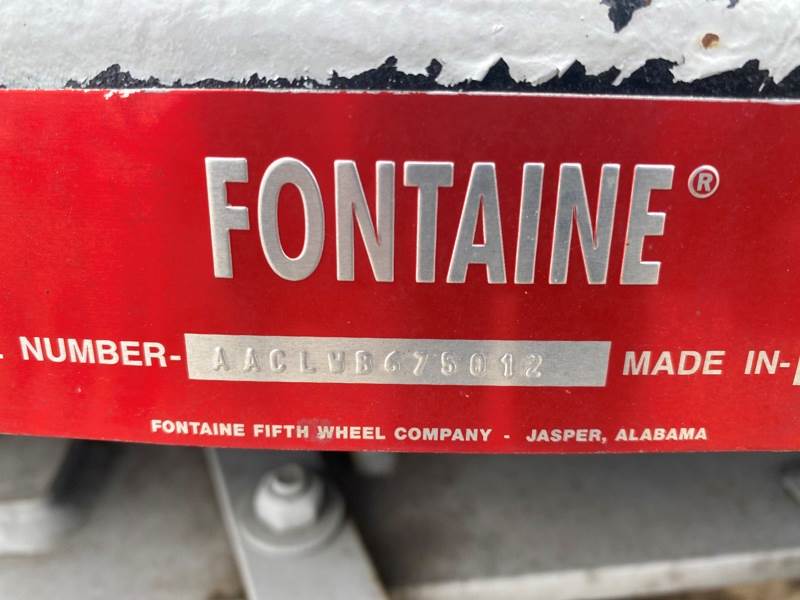 FONTAINE®
NUMBER- AACLWB675012 MADE IN-
FONTAINE FIFTH WHEEL COMPANY - JASPER, ALABAMA